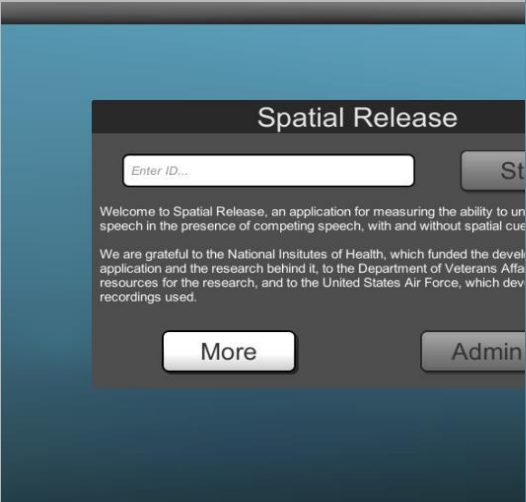 Spatial Release
Enter ID...
St
Welcome to Spatial Release, an application for measuring the ability to un
speech in the presence of competing speech, with and without spatial cue
We are grateful to the National Insitutes of Health, which funded the devel
application and the research behind it, to the Department of Veterans Affa
resources for the research, and to the United States Air Force, which dev
recordings used.
More
Admin